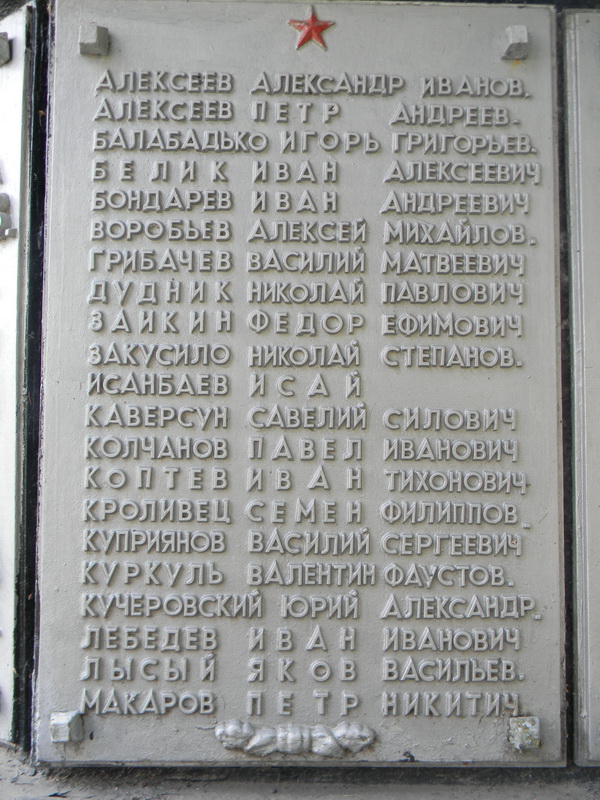 АЛЕКСЕЕВ АЛЕКСАНДР ИВАНОВ.
АЛЕКСЕЕВ ПЕТР АНДРЕЕВ.
БАЛАБАДЬКО ИГОРЬ ГРИГОРЬЕВ.
БЕЛИК ИВАН АЛЕКСЕЕВИЧ
БОНДАРЕВ ИВАН АНДРЕЕВИЧ
ВОРОБЬЕВ АЛЕКСЕЙ МИХАЙЛОВ.
ГРИБАЧЕВ ВАСИЛИЙ МАТВЕЕВИЧ
ДУДНИК НИКОЛАЙ ПАВЛОВИЧ
ЗАИКИН ФЕДОР ЕФИМОВИЧ
ЗАКУСИЛО НИКОЛАЙ СТЕПАНОВ.
ИСАНБАЕВ ИСАЙ
КАВЕРСУН САВЕЛИЙ СИЛОВИЧ
КОЛЧАНОВ ПАВЕЛ ИВАНОВИЧ
КОПТЕВ ИВАН ТИХОНОВИЧ
КРОЛИВЕЦ СЕМЕН ФИЛИППОВ.
КУПРИЯНОВ ВАСИЛИЙ СЕРГЕЕВИЧ
КУРКУЛЬ ВАЛЕНТИН ФАУСТОВ.
КУЧЕРОВСКИЙ ЮРИЙ АЛЕКСАНДР.
ЛЕБЕДЕВ ИВАН ИВАНОВИЧ
ЛЫСЫЙ ЯКОВ ВАСИЛЬЕВ.
МАКАРОВ ПЕТР НИКИТИЧ